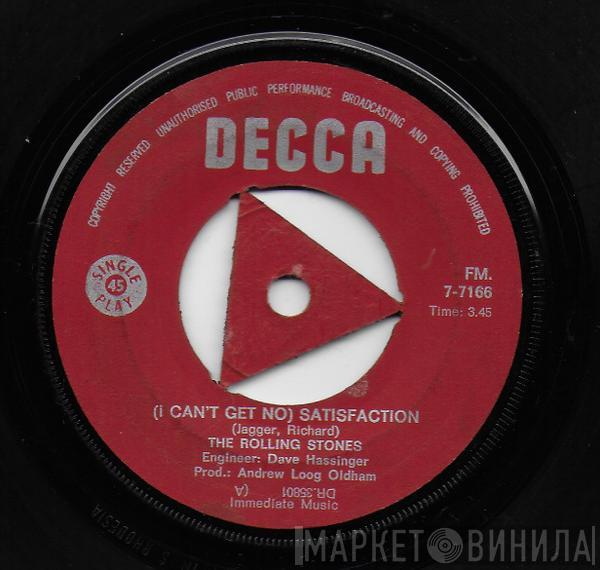 COPYRIGHT RESERVED UNAUTHORISED PUBLIC PERFORMANCE BROADCASTING AND COPYING PROHIBITED
DECCA
SINGLE
45
PLAY
FM.
7-7166
Time: 3.45
(I CAN'T GET NO) SATISFACTION
(Jagger, Richard)
THE ROLLING STONES
Engineer: Dave Hassinger
Prod.: Andrew Loog Oldham
DR.35801
(A)
Immediate Music
RHODESIA
МАРКЕТ ВИНИЛА